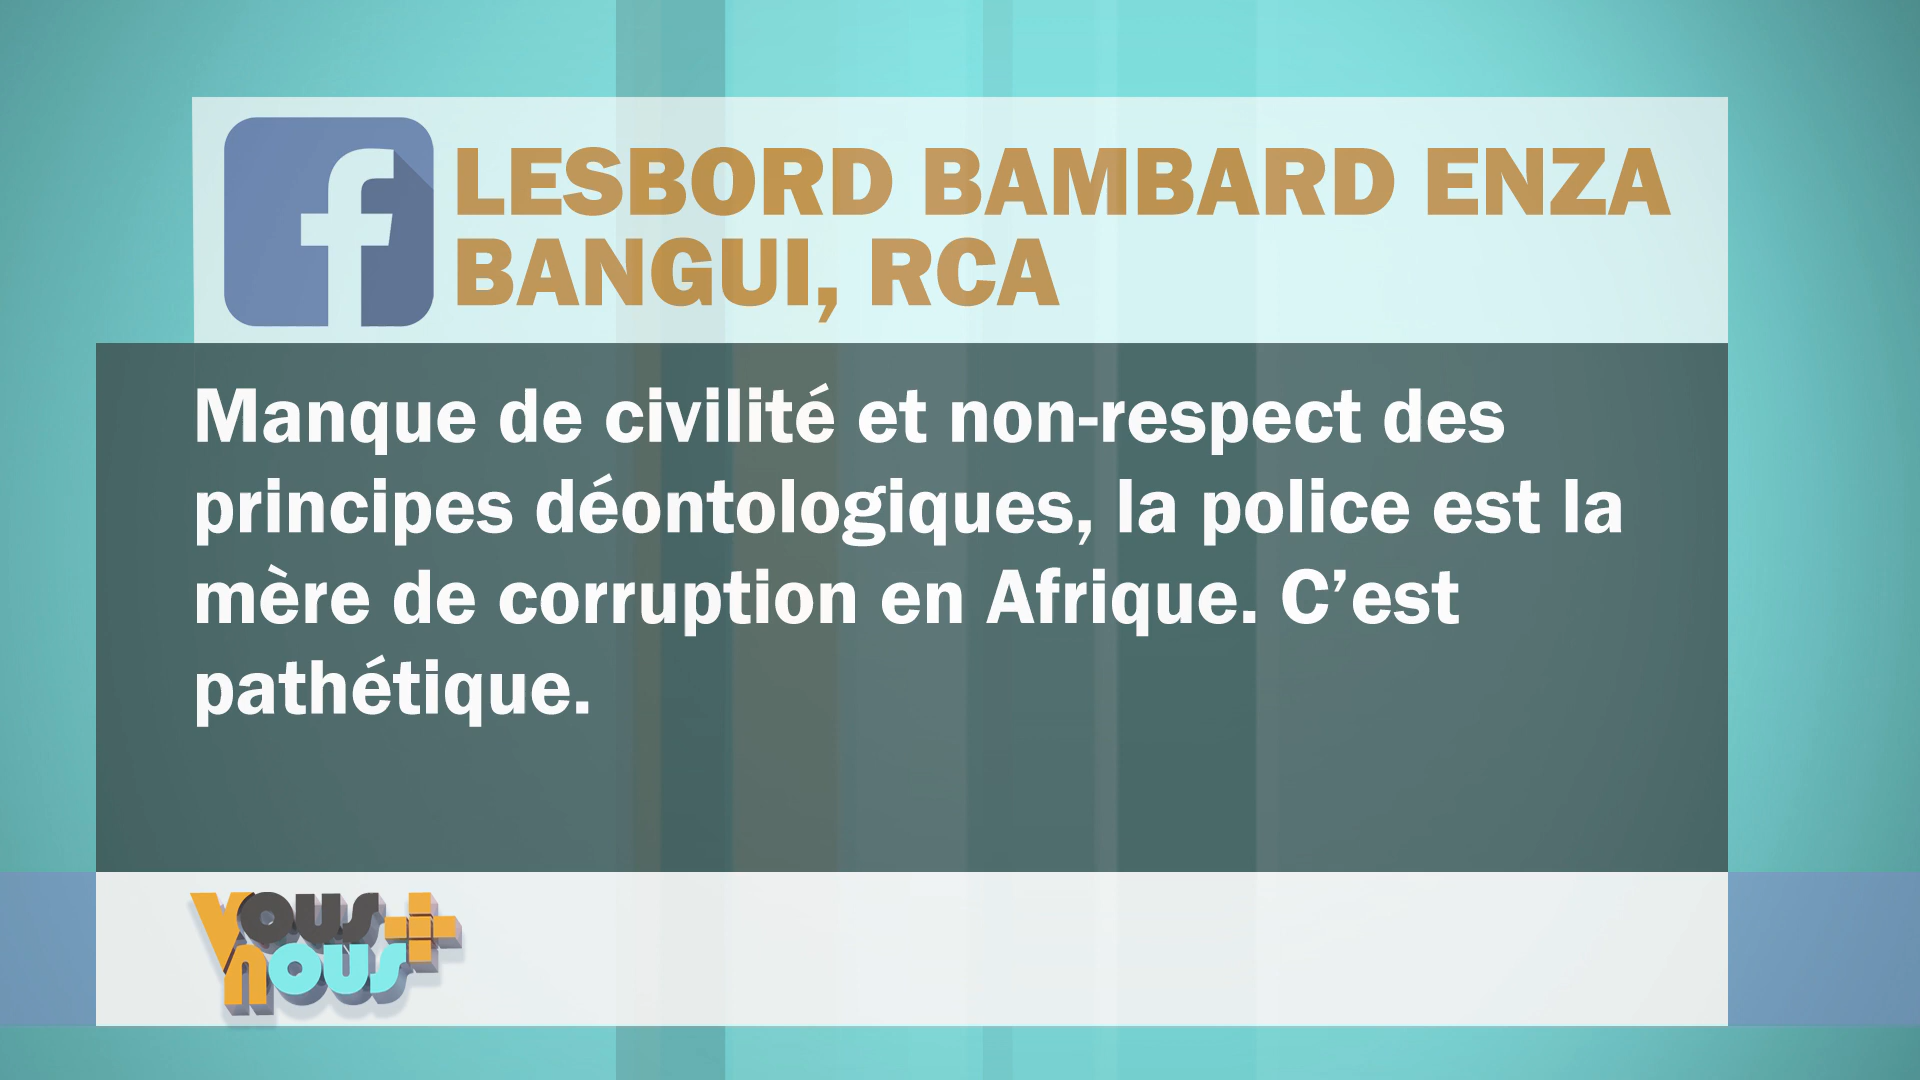 LESBORD BAMBARD ENZA
BANGUI, RCA
Manque de civilité et non-respect des
principes déontologiques, la police est la
mère de corruption en Afrique. C’est
pathétique.
Vous
nous+